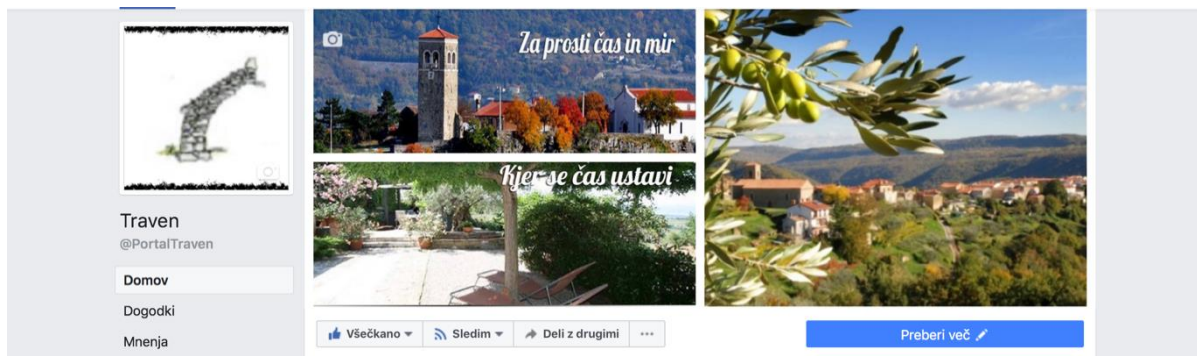 Za prosti čas in mir
Kjer se čas ustavi
Traven
@PortalTraven
Domov
Dogodki
Mnenja
Všečkano
Sledim
Deli z drugimi
Preberi več